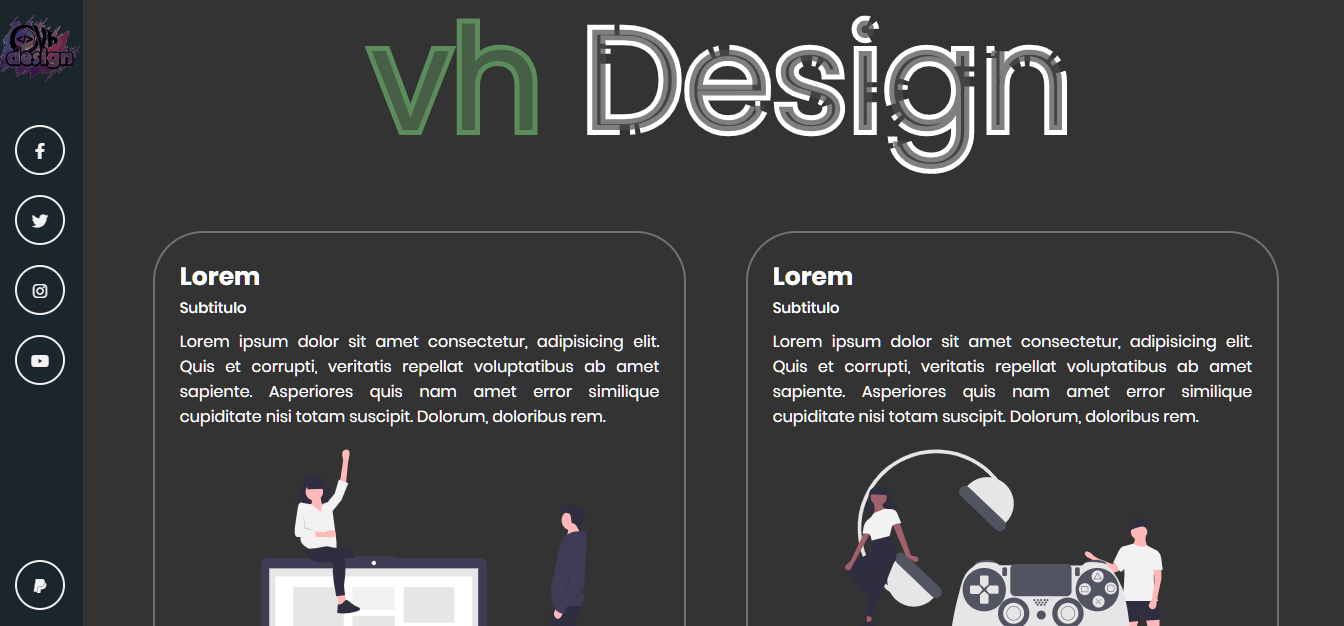 </> Vh
design
vh Design
Lorem
Subtitulo
Lorem ipsum dolor sit amet consectetur, adipisicing elit.
Quis et corrupti, veritatis repellat voluptatibus ab amet
sapiente. Asperiores quis nam amet error similique
cupiditate nisi totam suscipit. Dolorum, doloribus rem.
Lorem
Subtitulo
Lorem ipsum dolor sit amet consectetur, adipisicing elit.
Quis et corrupti, veritatis repellat voluptatibus ab amet
sapiente. Asperiores quis nam amet error similique
cupiditate nisi totam suscipit. Dolorum, doloribus rem.